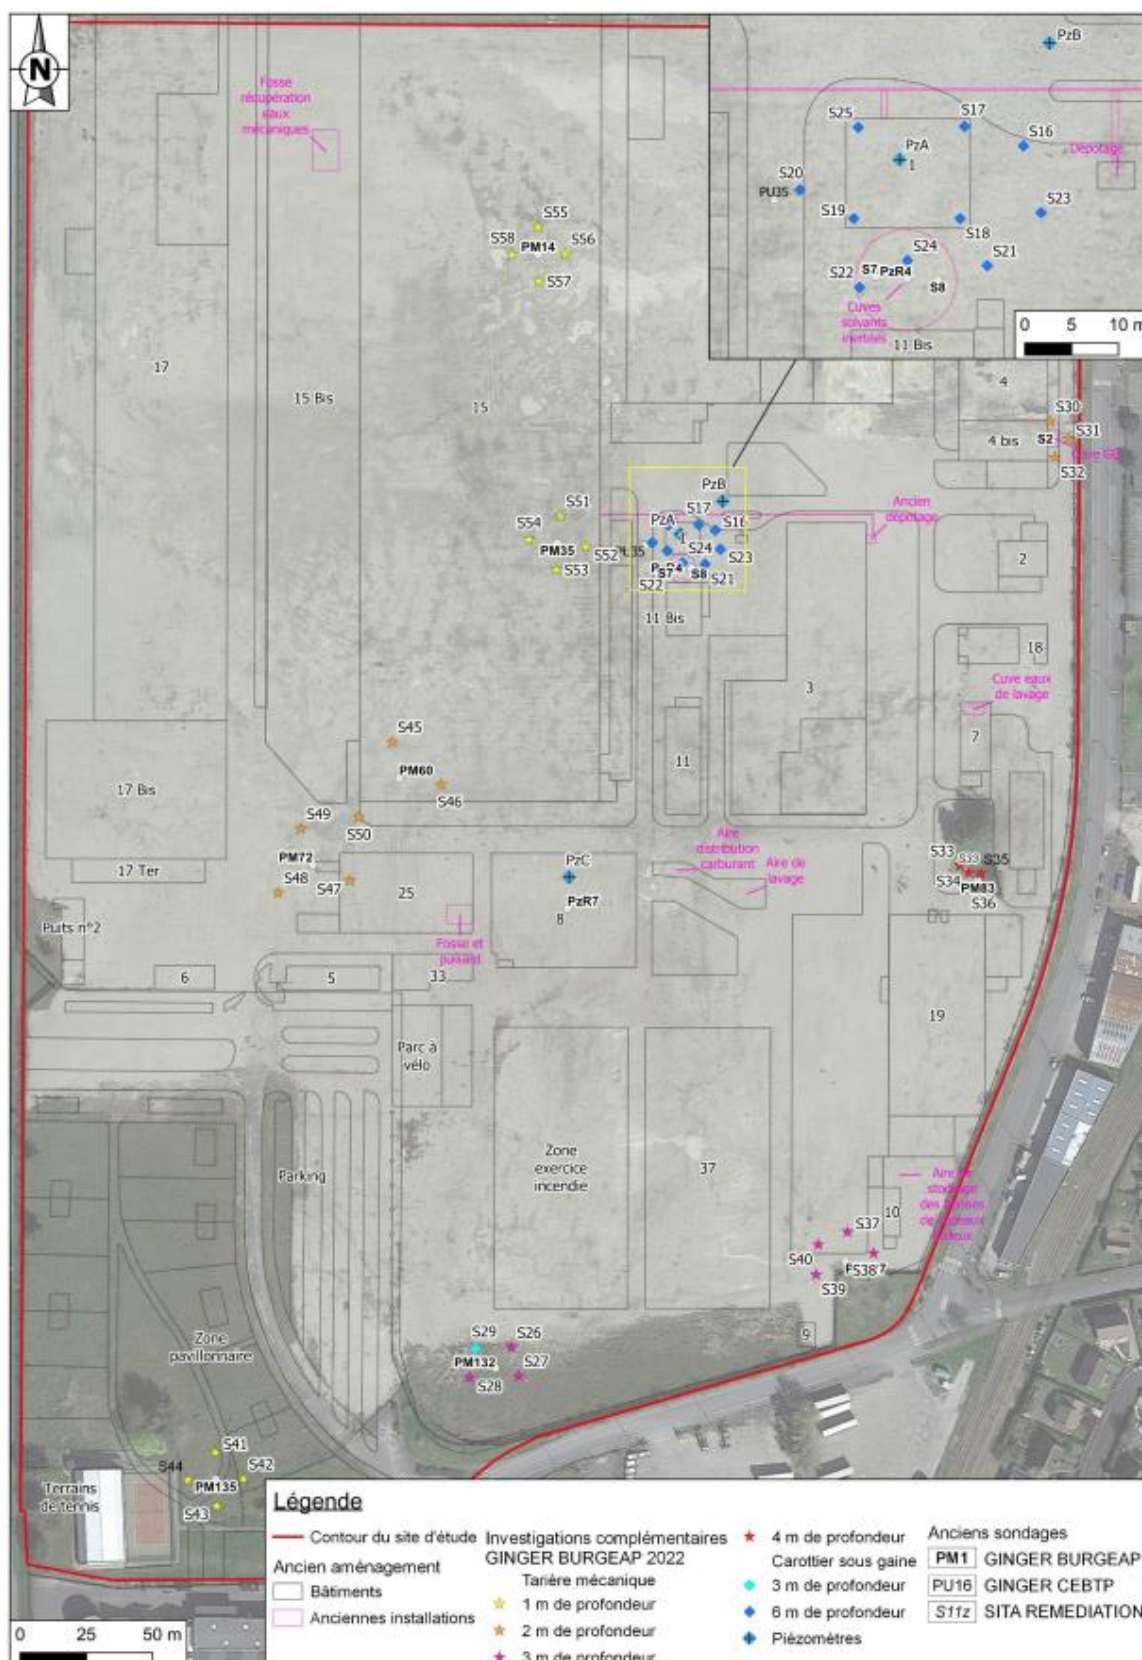 N
Fosse
récupération
eaux
mécaniques
PzB
S25
S17
S16
PzA
1
Dépotage
S20
PU35
S19
S18
S23
S24
S21
S7
PzR4
S22
S8
Cuves
solvants
inertées
11 Bis
0 5 10 m
S55
S58
PM14
S56
S57
17
15 Bis
15
4
S30
4 bis
S2
S31
S32
PzB
S51
S17
PzA
S16
Ancien
dépotage
S54
PM35
S52
1
S24
S23
S53
S7
S8
S22
S21
2
11 Bis
18
3
Cuve eaux
de lavage
7
S45
PM60
11
S46
17 Bis
S49
S50
Aire
distribution
carburant
PM72
PzC
Aire de
lavage
S33
S35
17 Ter
S48
S47
25
PzR7
S34
PM83
S36
8
Puits n°2
Fosse et
puisard
6
5
33
19
Parc à
vélo
Parking
Zone
exercice
incendie
37
Aire de
stockage
10
S37
S40
S38
S39
9
S29
S26
Zone
pavillonnaire
PM132
S27
S28
S41
S44
S42
PM135
S43
Terrains
de tennis
Légende
Contour du site d'étude
Ancien aménagement
Bâtiments
Anciennes installations
Investigations complémentaires
GINGER BURGEAP 2022
Tarière mécanique
1 m de profondeur
2 m de profondeur
3 m de profondeur
4 m de profondeur
Carottier sous gaine
3 m de profondeur
6 m de profondeur
Piézomètres
Anciens sondages
PM1 GINGER BURGEAP
PU16 GINGER CEBTP
S11z SITA REMEDIATION
0 25 50 m